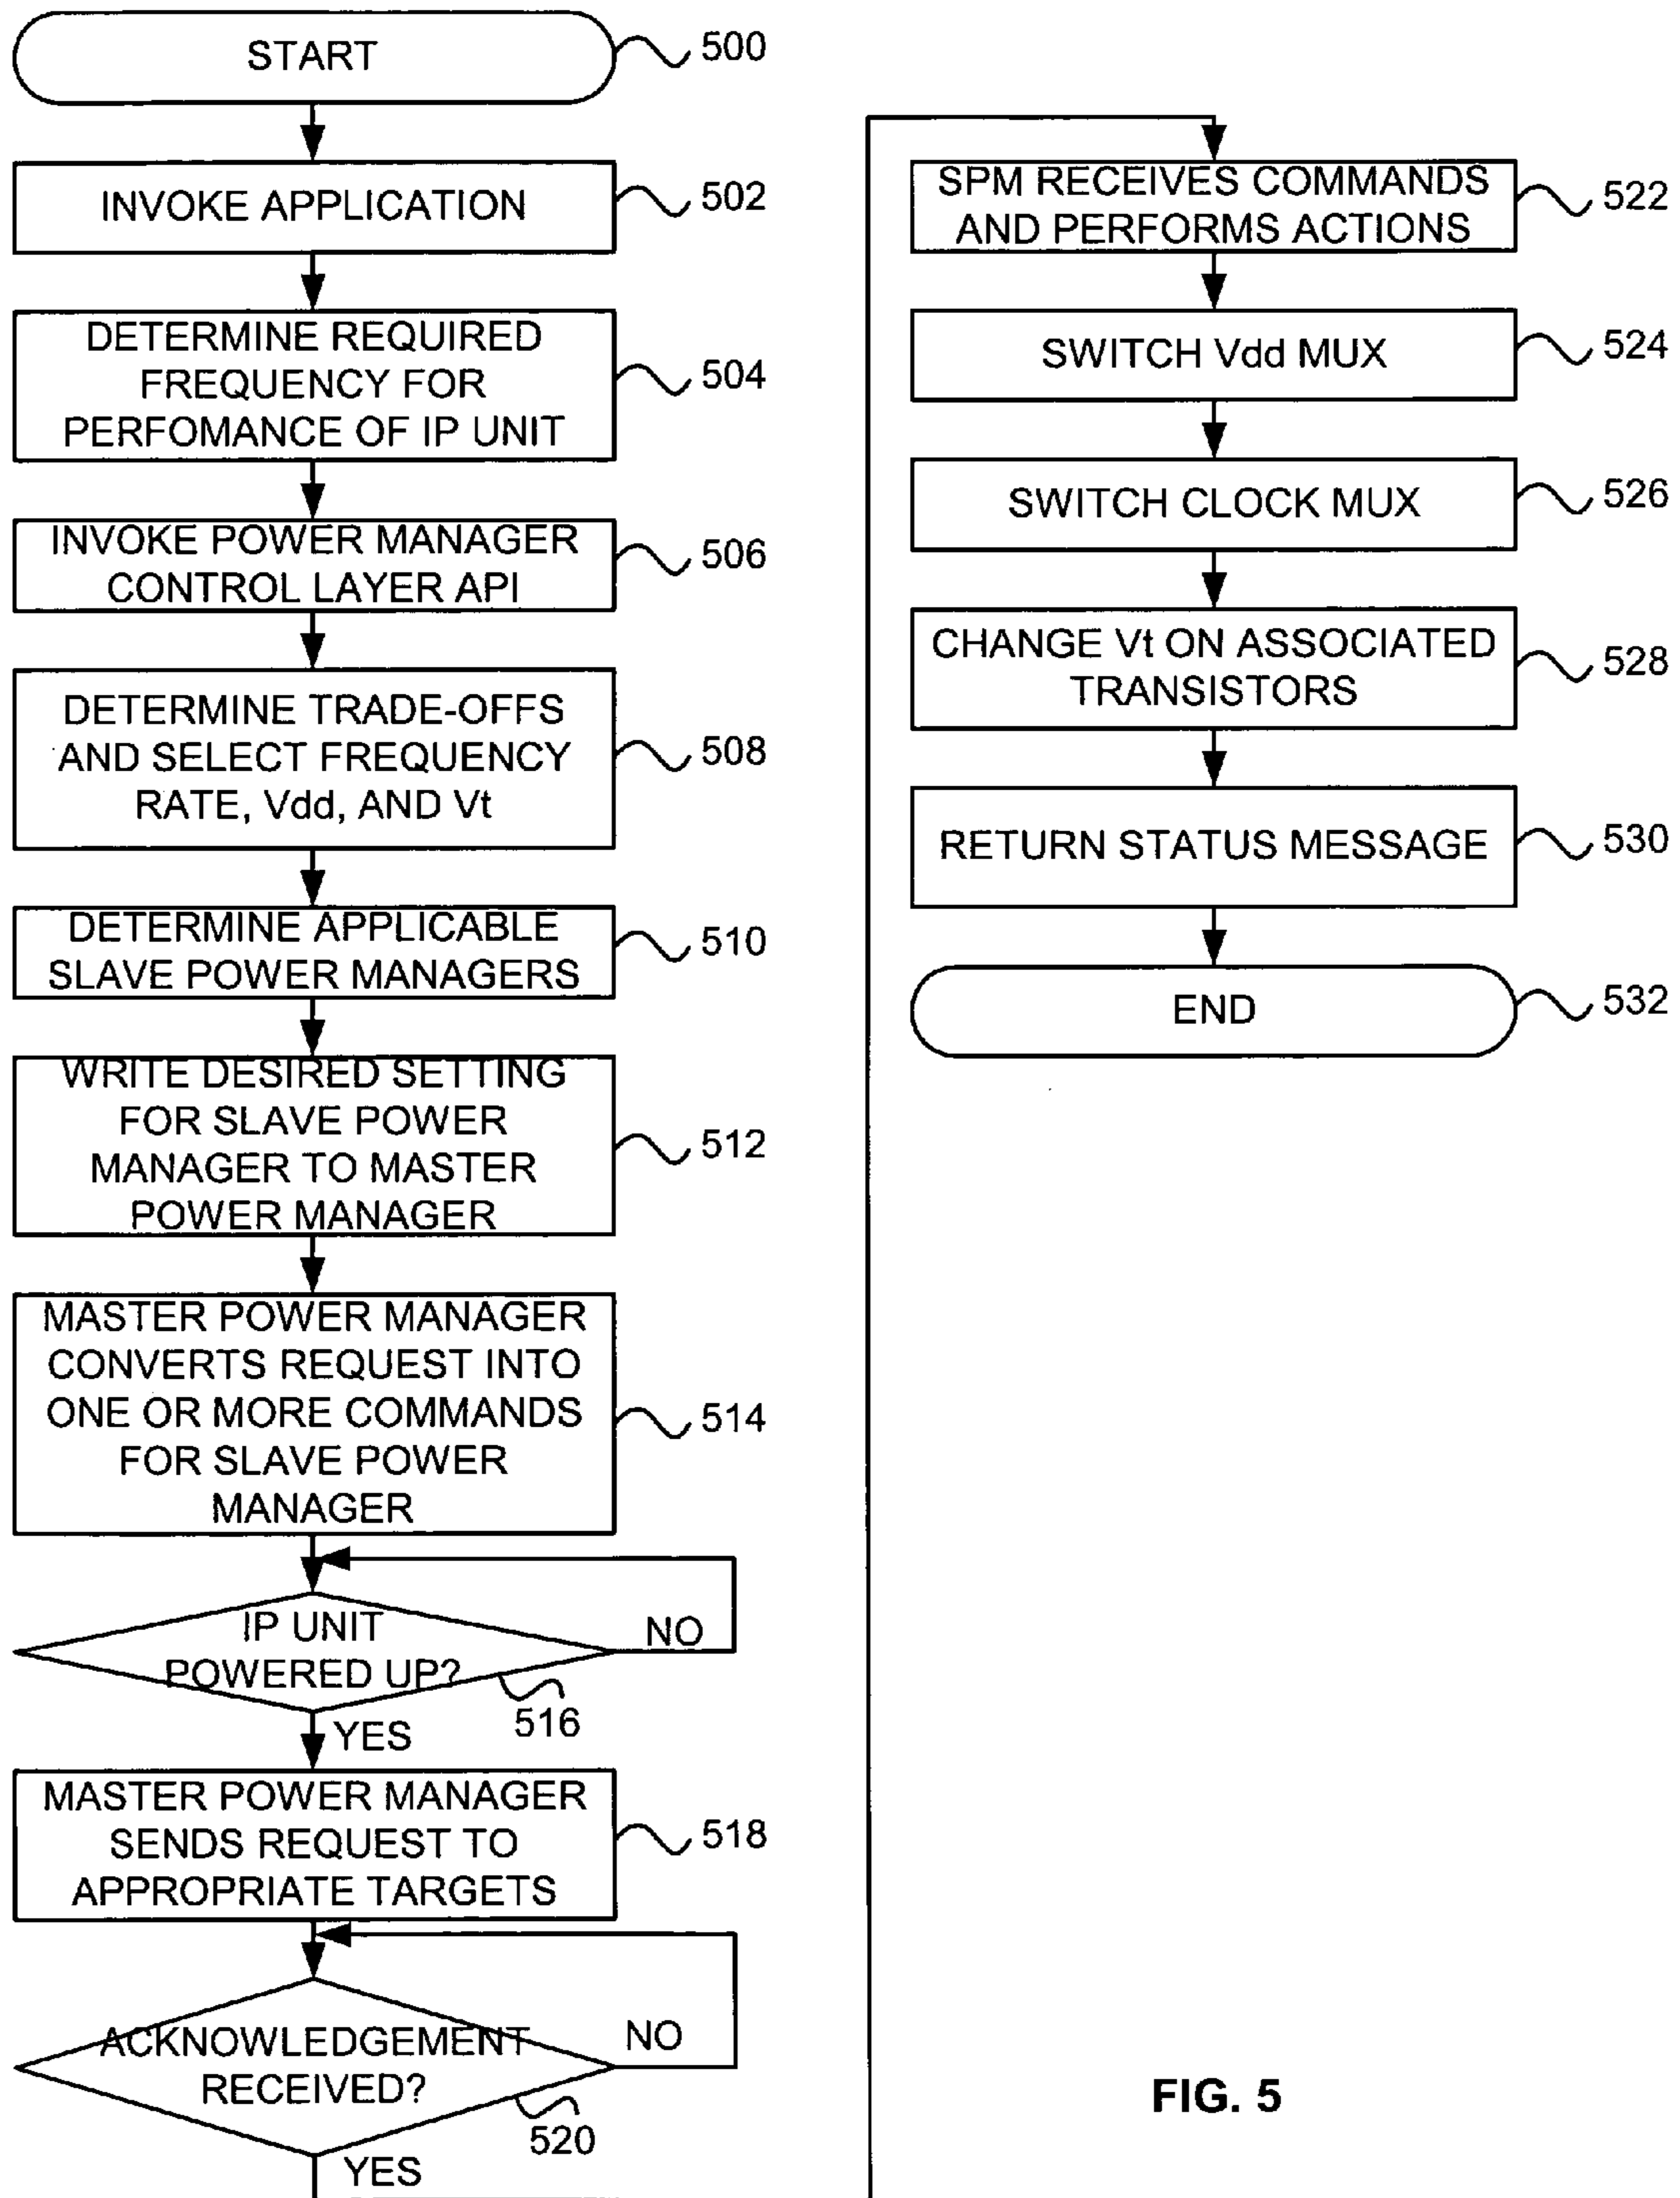 START
500
INVOKE APPLICATION
502
DETERMINE REQUIRED
FREQUENCY FOR
PERFOMANCE OF IP UNIT
504
INVOKE POWER MANAGER
CONTROL LAYER API
506
DETERMINE TRADE-OFFS
AND SELECT FREQUENCY
RATE, Vdd, AND Vt
508
DETERMINE APPLICABLE
SLAVE POWER MANAGERS
510
WRITE DESIRED SETTING
FOR SLAVE POWER
MANAGER TO MASTER
POWER MANAGER
512
MASTER POWER MANAGER
CONVERTS REQUEST INTO
ONE OR MORE COMMANDS
FOR SLAVE POWER
MANAGER
514
IP UNIT
POWERED UP?
NO
516
YES
MASTER POWER MANAGER
SENDS REQUEST TO
APPROPRIATE TARGETS
518
ACKNOWLEDGEMENT
RECEIVED?
NO
520
YES
SPM RECEIVES COMMANDS
AND PERFORMS ACTIONS
522
SWITCH Vdd MUX
524
SWITCH CLOCK MUX
526
CHANGE Vt ON ASSOCIATED
TRANSISTORS
528
RETURN STATUS MESSAGE
530
END
532
FIG. 5